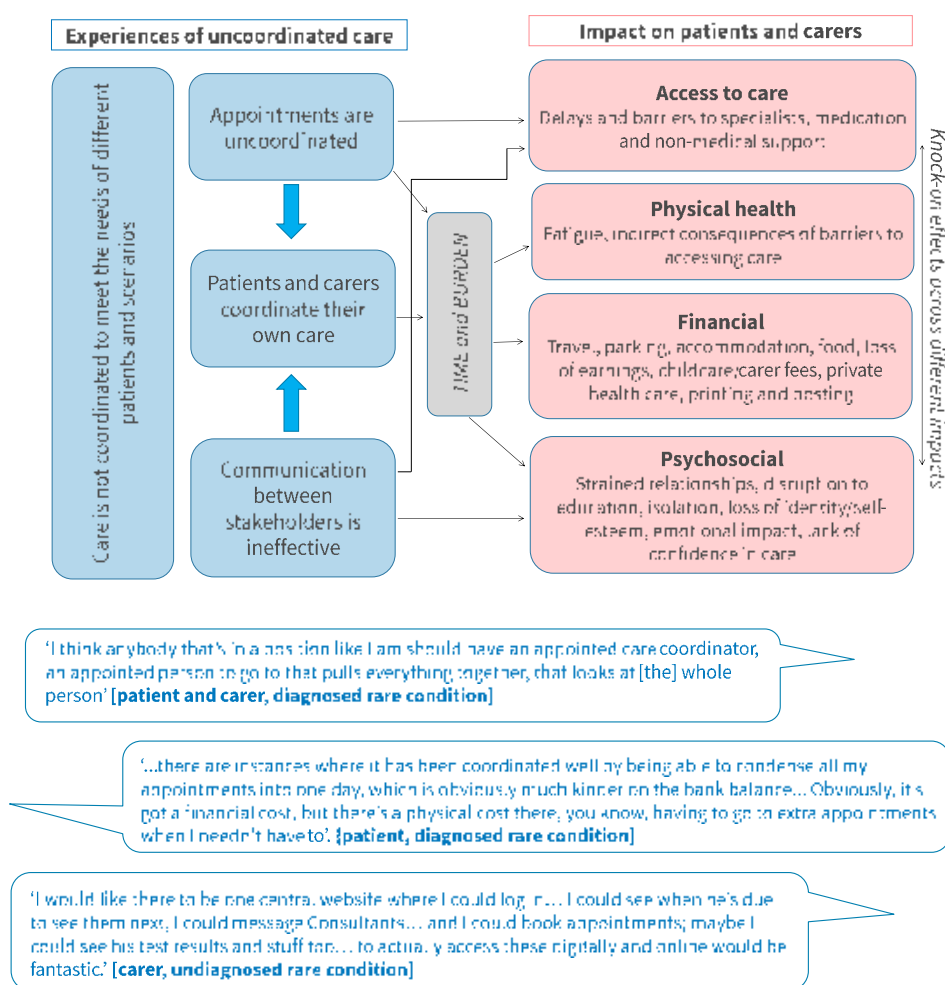 Experiences of uncoordinated care
Impact on patients and carers
Care is not coordinated to meet the needs of different
patients and scenarios
Appointments are
uncoordinated
Patients and carers
coordinate their
own care
Communication
between
stakeholders is
ineffective
TIME and BURDEN
Access to care
Delays and barriers to specialists, medication
and non-medical support
Physical health
Fatigue, indirect consequences of barriers to
accessing care
Financial
Travel, parking, accommodation, food, loss
of earnings, childcare/carer fees, private
health care, printing and posting
Psychosocial
Strained relationships, disruption to
education, isolation, loss of identity/self-
esteem, emotional impact, lack of
confidence in care
Knock-on effects across different impacts
‘I think anybody that's in a position like I am should have an appointed care coordinator,
an appointed person to go to that pulls everything together, that looks at [the] whole
person’ [patient and carer, diagnosed rare condition]
‘...there are instances where it has been coordinated well by being able to condense all my
appointments into one day, which is obviously much kinder on the bank balance... Obviously, it's
got a financial cost, but there's a physical cost there, you know, having to go to extra appointments
when I needn't have to’. [patient, diagnosed rare condition]
‘I would like there to be one central website where I could log in... I could see when he's due
to see them next, I could message Consultants... and I could book appointments; maybe I
could see his test results and stuff too... to actually access these digitally and online would be
fantastic.’ [carer, undiagnosed rare condition]